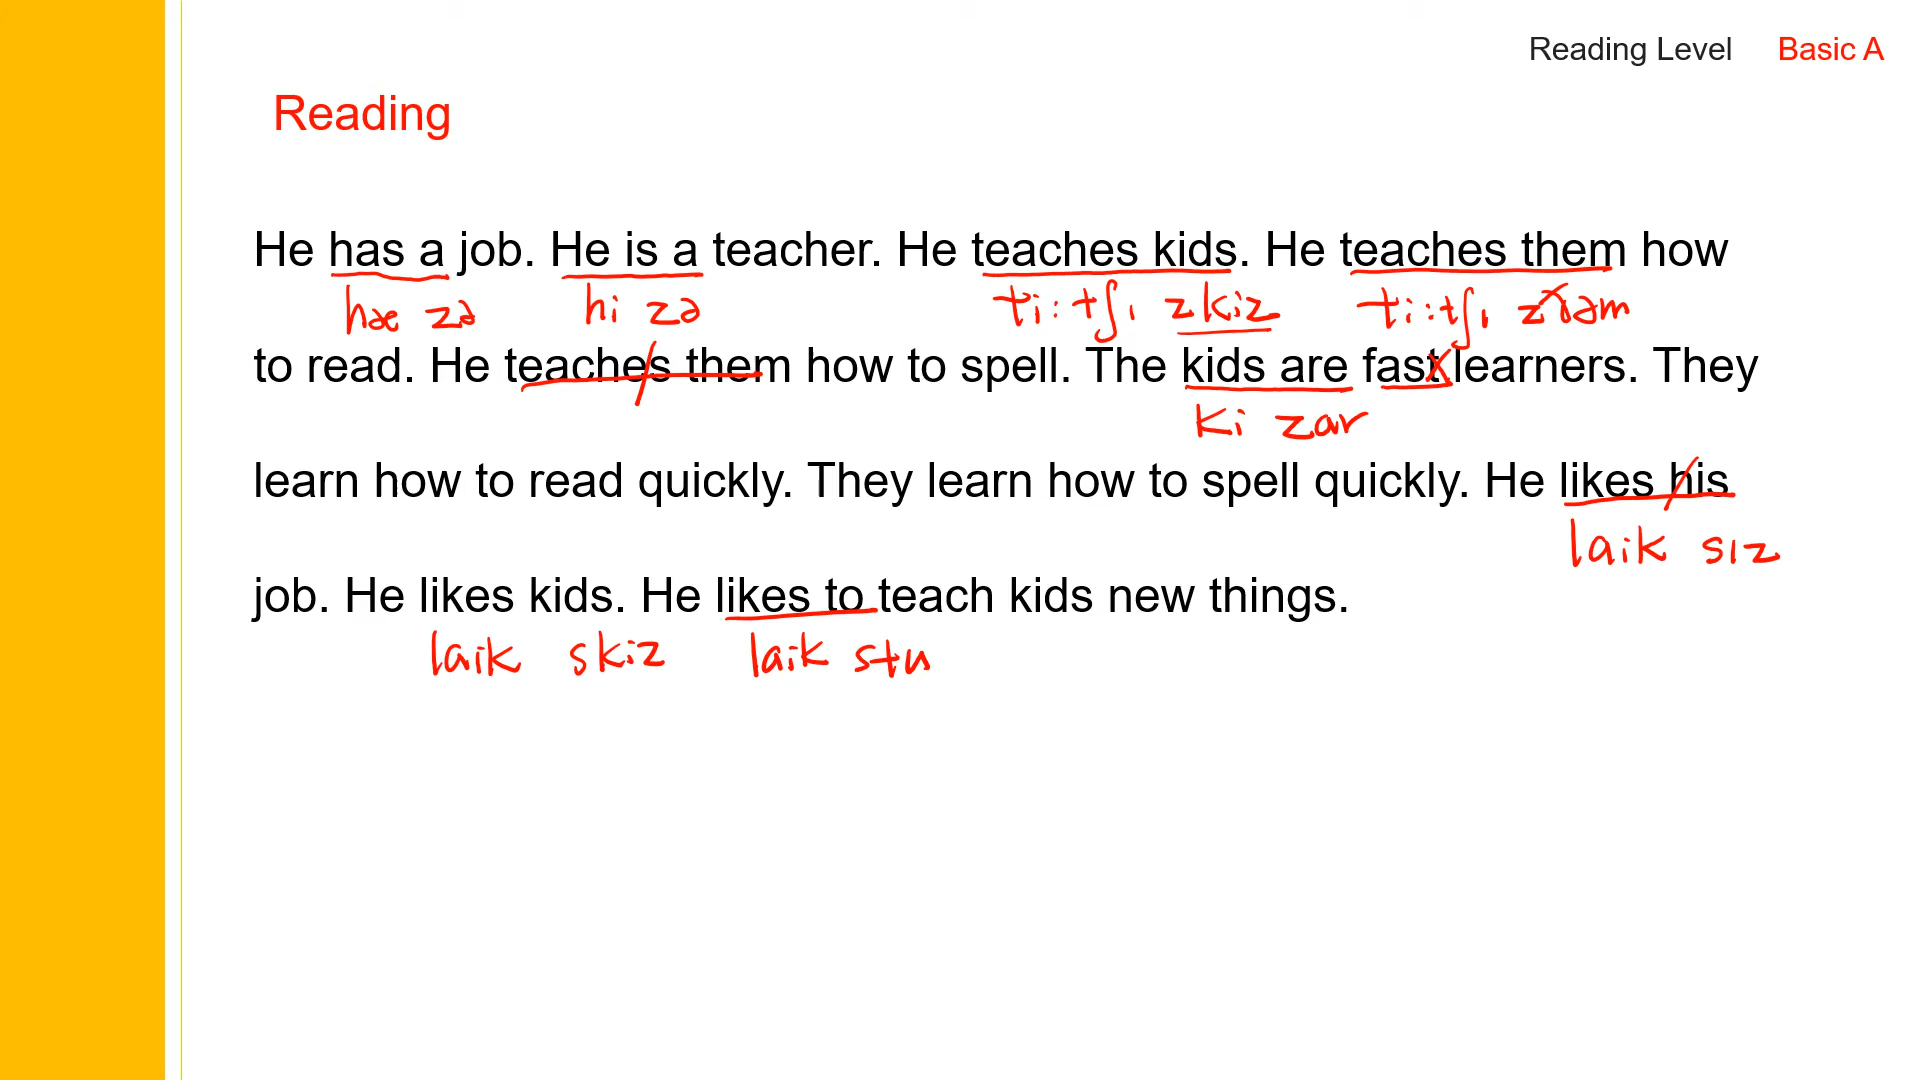 Reading Level Basic A
Reading
He has a job. He is a teacher. He teaches kids. He teaches them how
hæ zə hi zə ti:tʃɪ zkiz ti:tʃɪ zðəm
to read. He teaches them how to spell. The kids are fast learners. They
ki zar
learn how to read quickly. They learn how to spell quickly. He likes his
laik sɪz
job. He likes kids. He likes to teach kids new things.
laik skiz laik stu